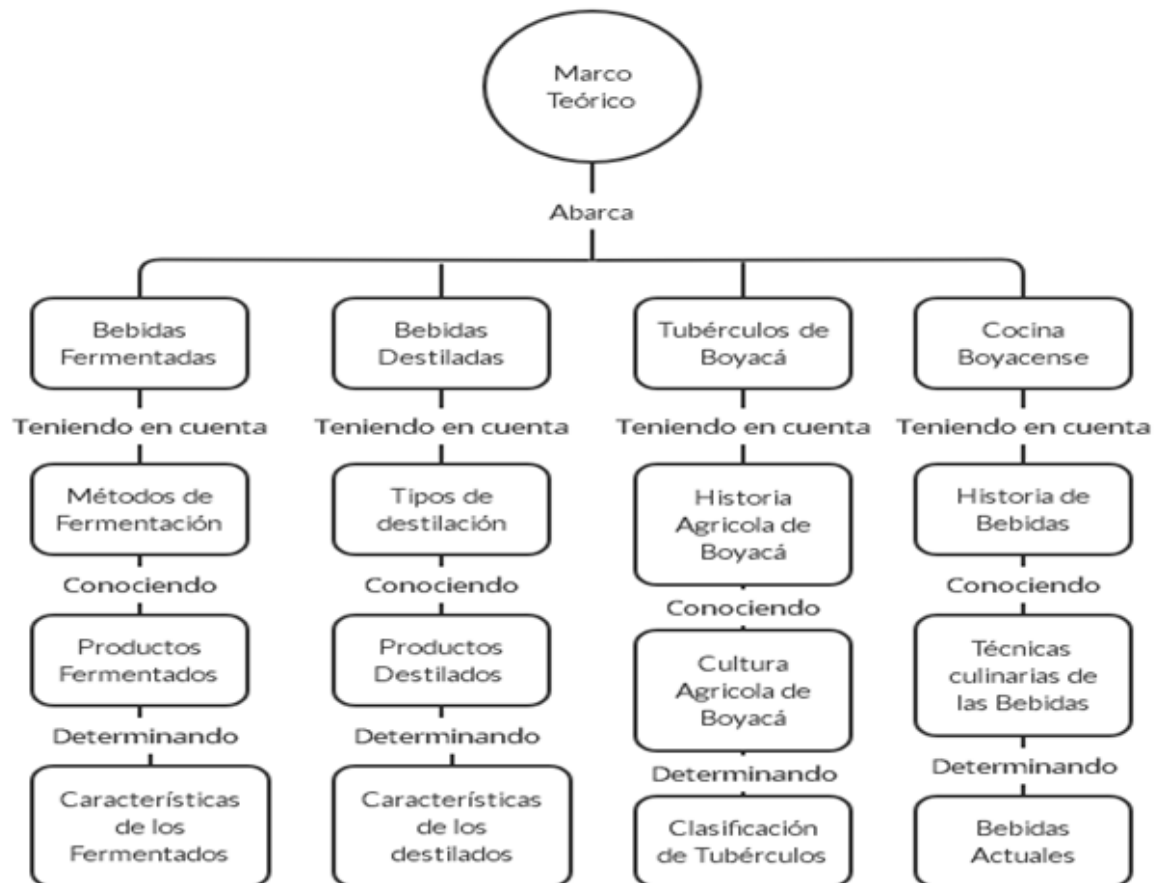 Marco
Teórico
Abarca
Bebidas
Fermentadas
Bebidas
Destiladas
Tubérculos de
Boyacá
Cocina
Boyacense
Teniendo en cuenta
Teniendo en cuenta
Teniendo en cuenta
Teniendo en cuenta
Métodos de
Fermentación
Tipos de
destilación
Historia
Agricola de
Boyacá
Historia de
Bebidas
Conociendo
Conociendo
Conociendo
Conociendo
Productos
Fermentados
Productos
Destilados
Cultura
Agricola de
Boyacá
Técnicas
culinarias de
las Bebidas
Determinando
Determinando
Determinando
Determinando
Característícas
de los
Fermentados
Característícas
de los
destilados
Clasificación
de Tubérculos
Bebidas
Actuales